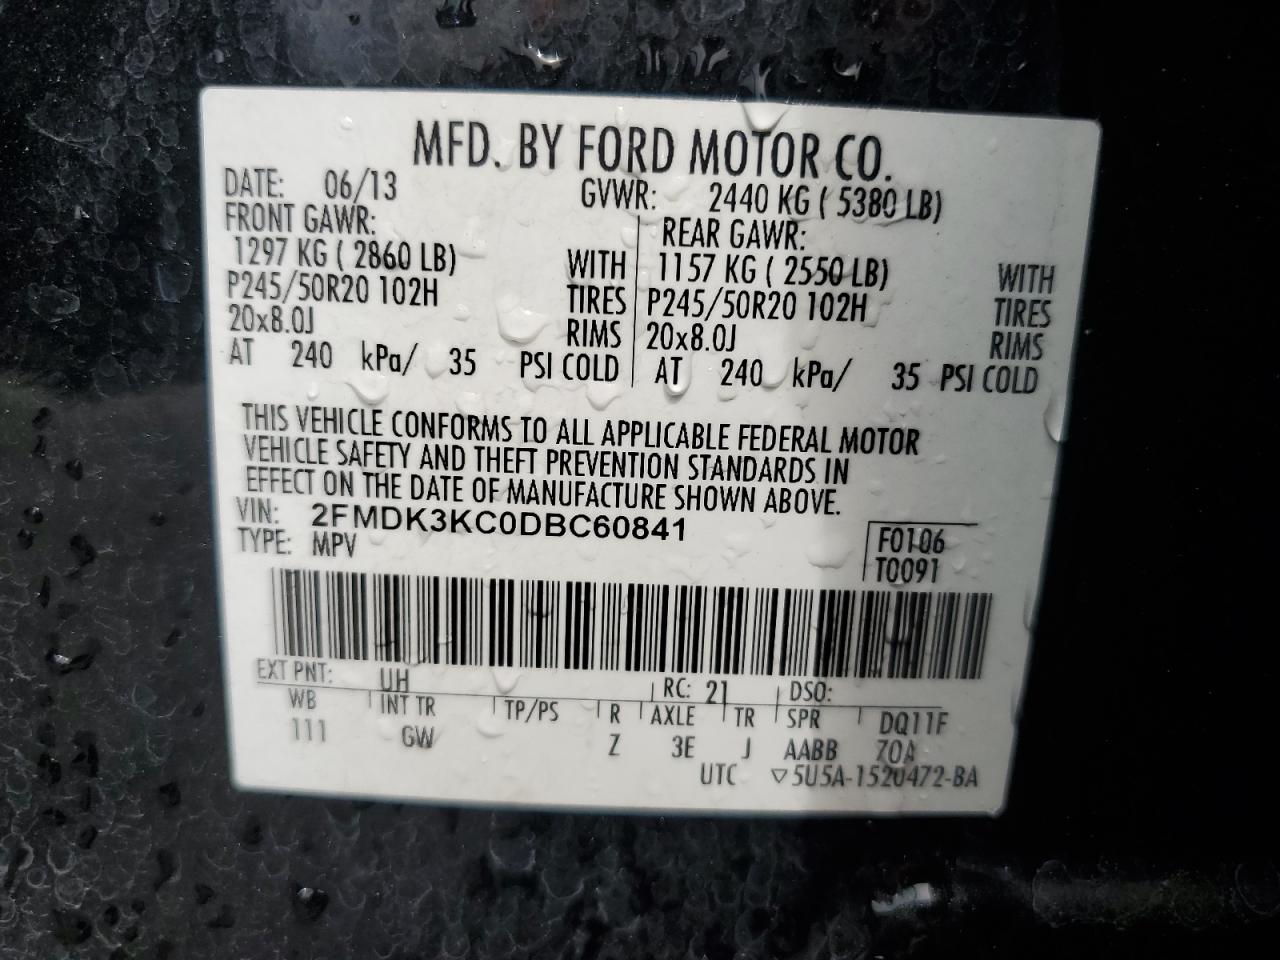 MFD. BY FORD MOTOR CO.
DATE: 06/13 GVWR: 2440 KG ( 5380 LB)
FRONT GAWR: REAR GAWR:
1297 KG ( 2860 LB) WITH 1157 KG ( 2550 LB) WITH
P245/50R20 102H TIRES P245/50R20 102H TIRES
20x8.0J RIMS 20x8.0J RIMS
AT 240 kPa/ 35 PSI COLD AT 240 kPa/ 35 PSI COLD
THIS VEHICLE CONFORMS TO ALL APPLICABLE FEDERAL MOTOR
VEHICLE SAFETY AND THEFT PREVENTION STANDARDS IN
EFFECT ON THE DATE OF MANUFACTURE SHOWN ABOVE.
VIN: 2FMDK3KC0DBC60841
TYPE: MPV F0106
T0091
EXT PNT: UH RC: 21 DSO:
WB INT TR TP/PS R AXLE TR SPR DQ11F
111 GW Z 3E J AABB ZOA
UTC ▽5U5A-1520472-BA